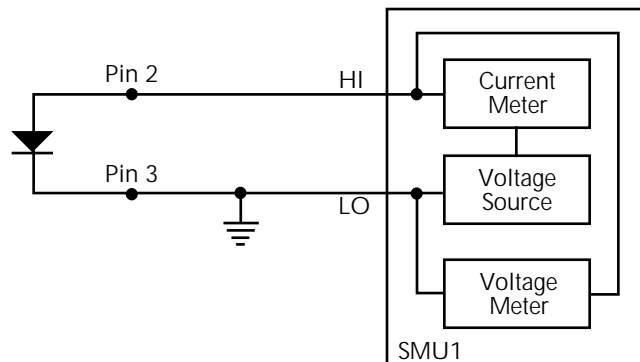 Pin 2
HI
Current
Meter
Pin 3
LO
Voltage
Source
Voltage
Meter
SMU1